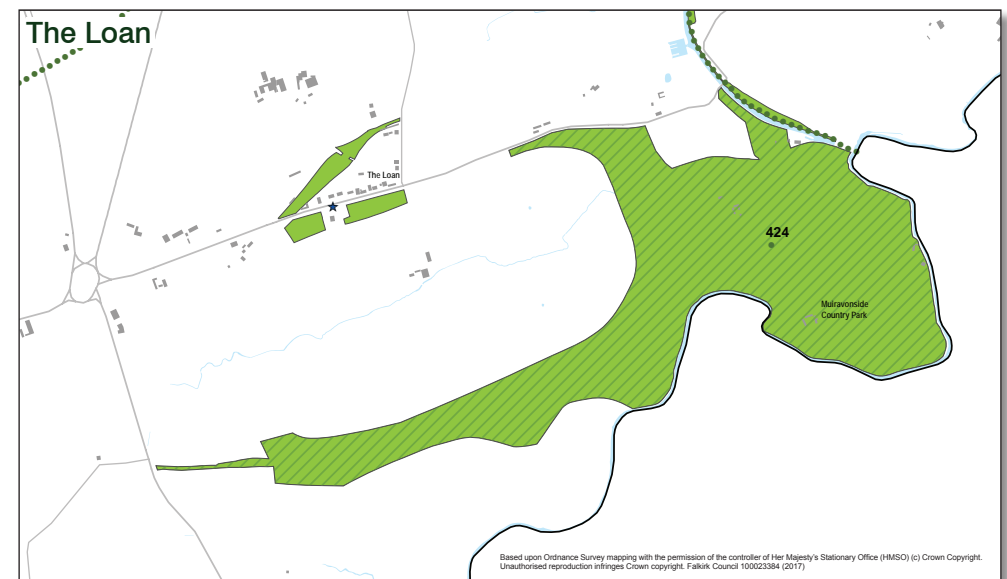 The Loan
The Loan
424
Muiravonside
Country Park
Based upon Ordnance Survey mapping with the permission of the controller of Her Majesty's Stationary Office (HMSO) (c) Crown Copyright.
Unauthorised reproduction infringes Crown copyright. Falkirk Council 100023384 (2017)